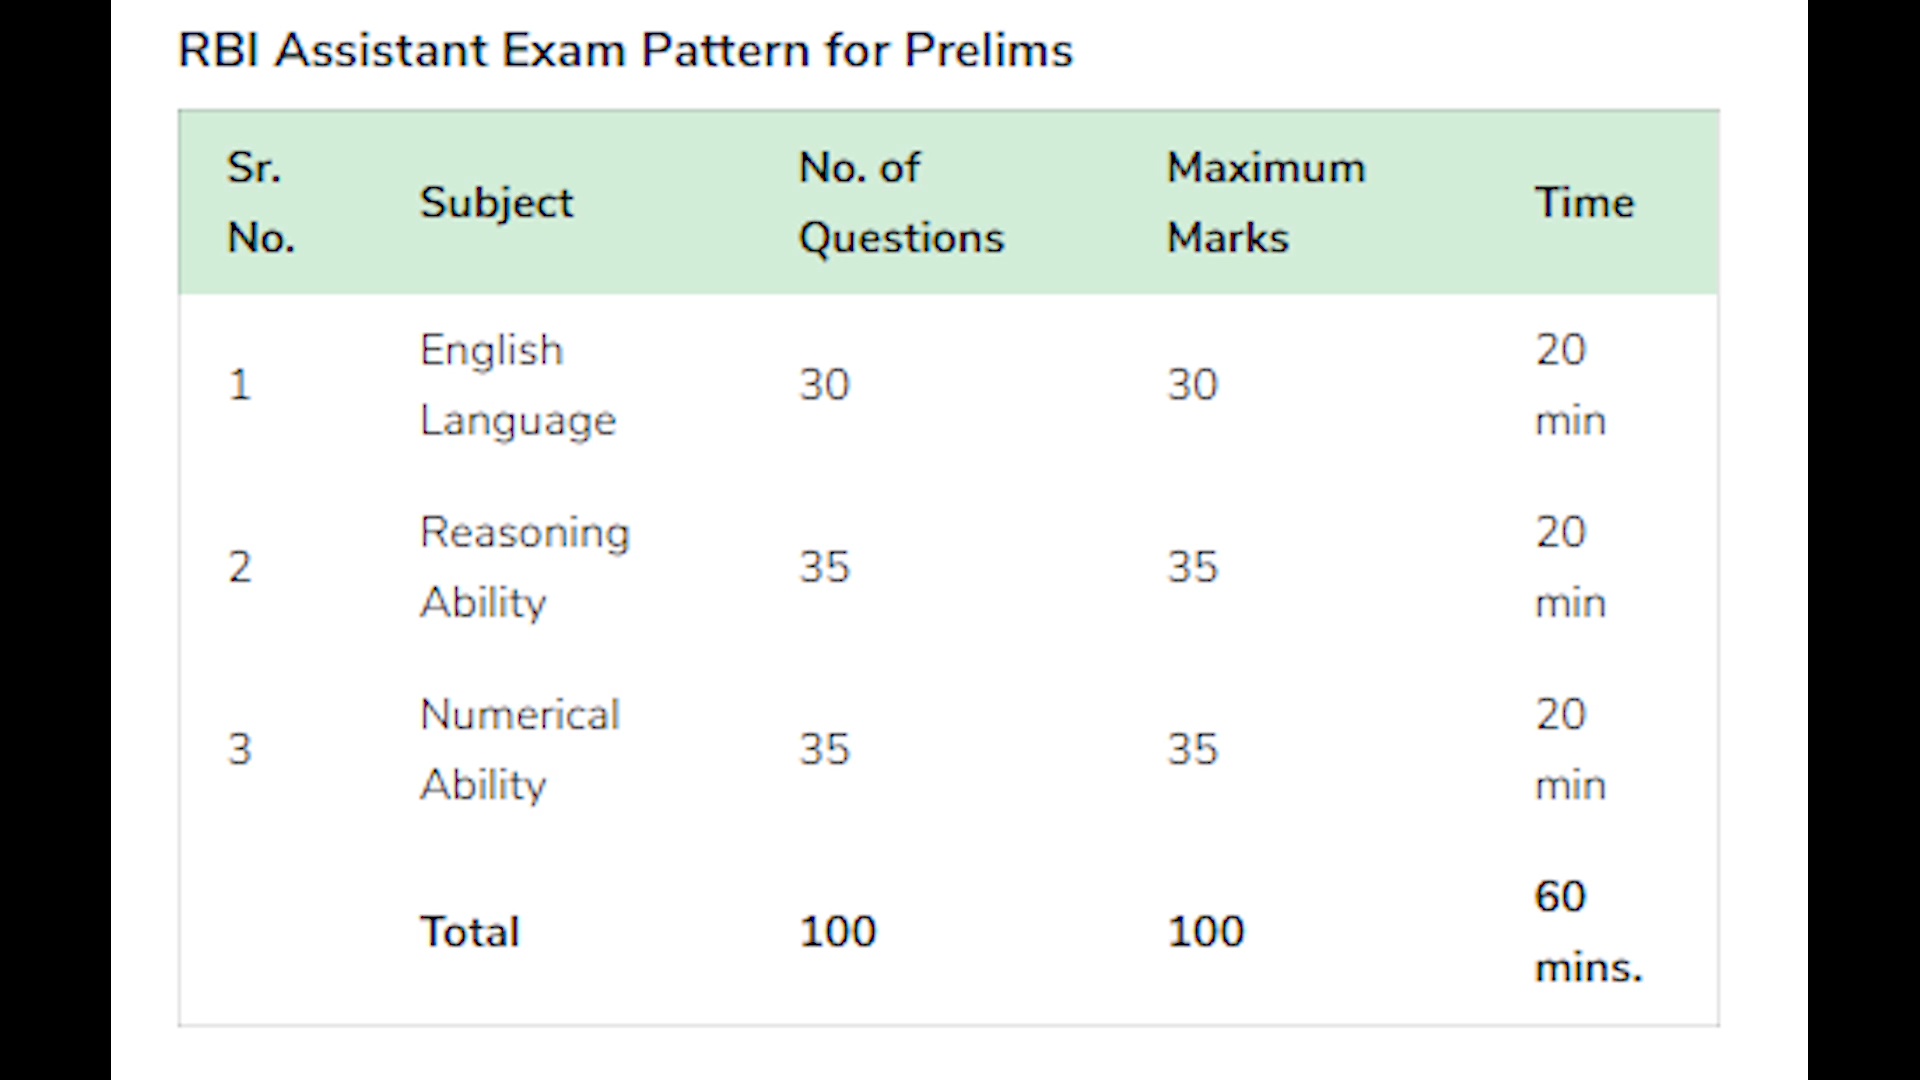 RBI Assistant Exam Pattern for Prelims
Sr. No. Subject No. of Questions Maximum Marks Time
1 English Language 30 30 20 min
2 Reasoning Ability 35 35 20 min
3 Numerical Ability 35 35 20 min
Total 100 100 60 mins.